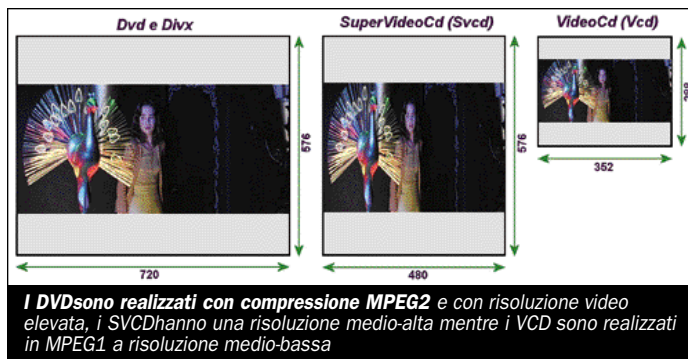 Dvd e Divx
SuperVideoCd (Svcd)
VideoCd (Vcd)
576
576
288
720
480
352
I DVDsono realizzati con compressione MPEG2 e con risoluzione video
elevata, i SVCDhanno una risoluzione medio-alta mentre i VCD sono realizzati
in MPEG1 a risoluzione medio-bassa